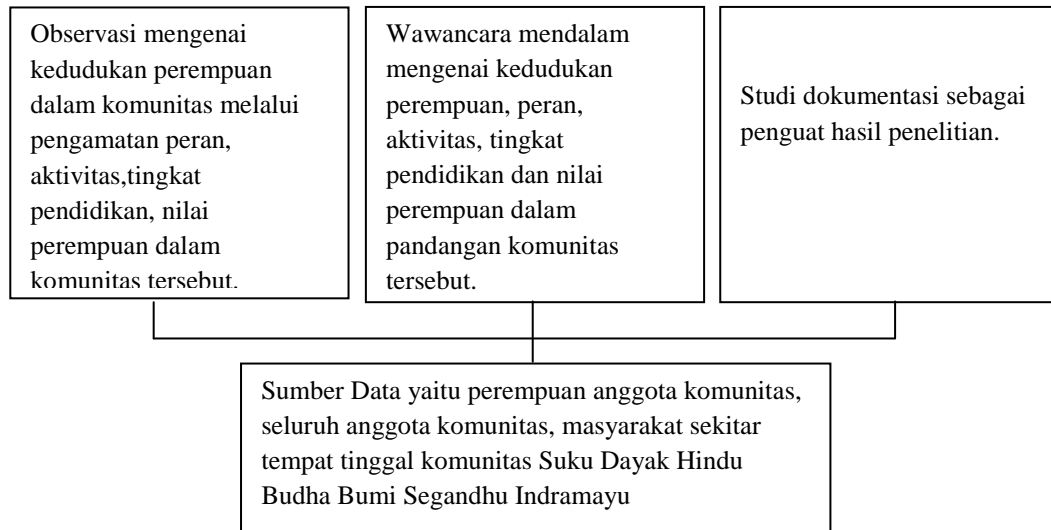 Observasi mengenai
kedudukan perempuan
dalam komunitas melalui
pengamatan peran,
aktivitas,tingkat
pendidikan, nilai
perempuan dalam
komunitas tersebut.
Wawancara mendalam
mengenai kedudukan
perempuan, peran,
aktivitas, tingkat
pendidikan dan nilai
perempuan dalam
pandangan komunitas
tersebut.
Studi dokumentasi sebagai
penguat hasil penelitian.
Sumber Data yaitu perempuan anggota komunitas,
seluruh anggota komunitas, masyarakat sekitar
tempat tinggal komunitas Suku Dayak Hindu
Budha Bumi Segandhu Indramayu